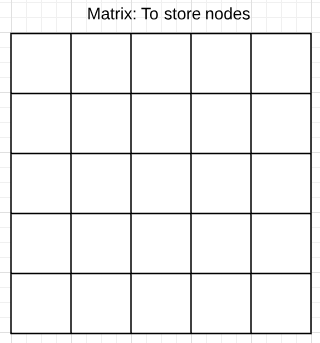 Matrix: To store nodes